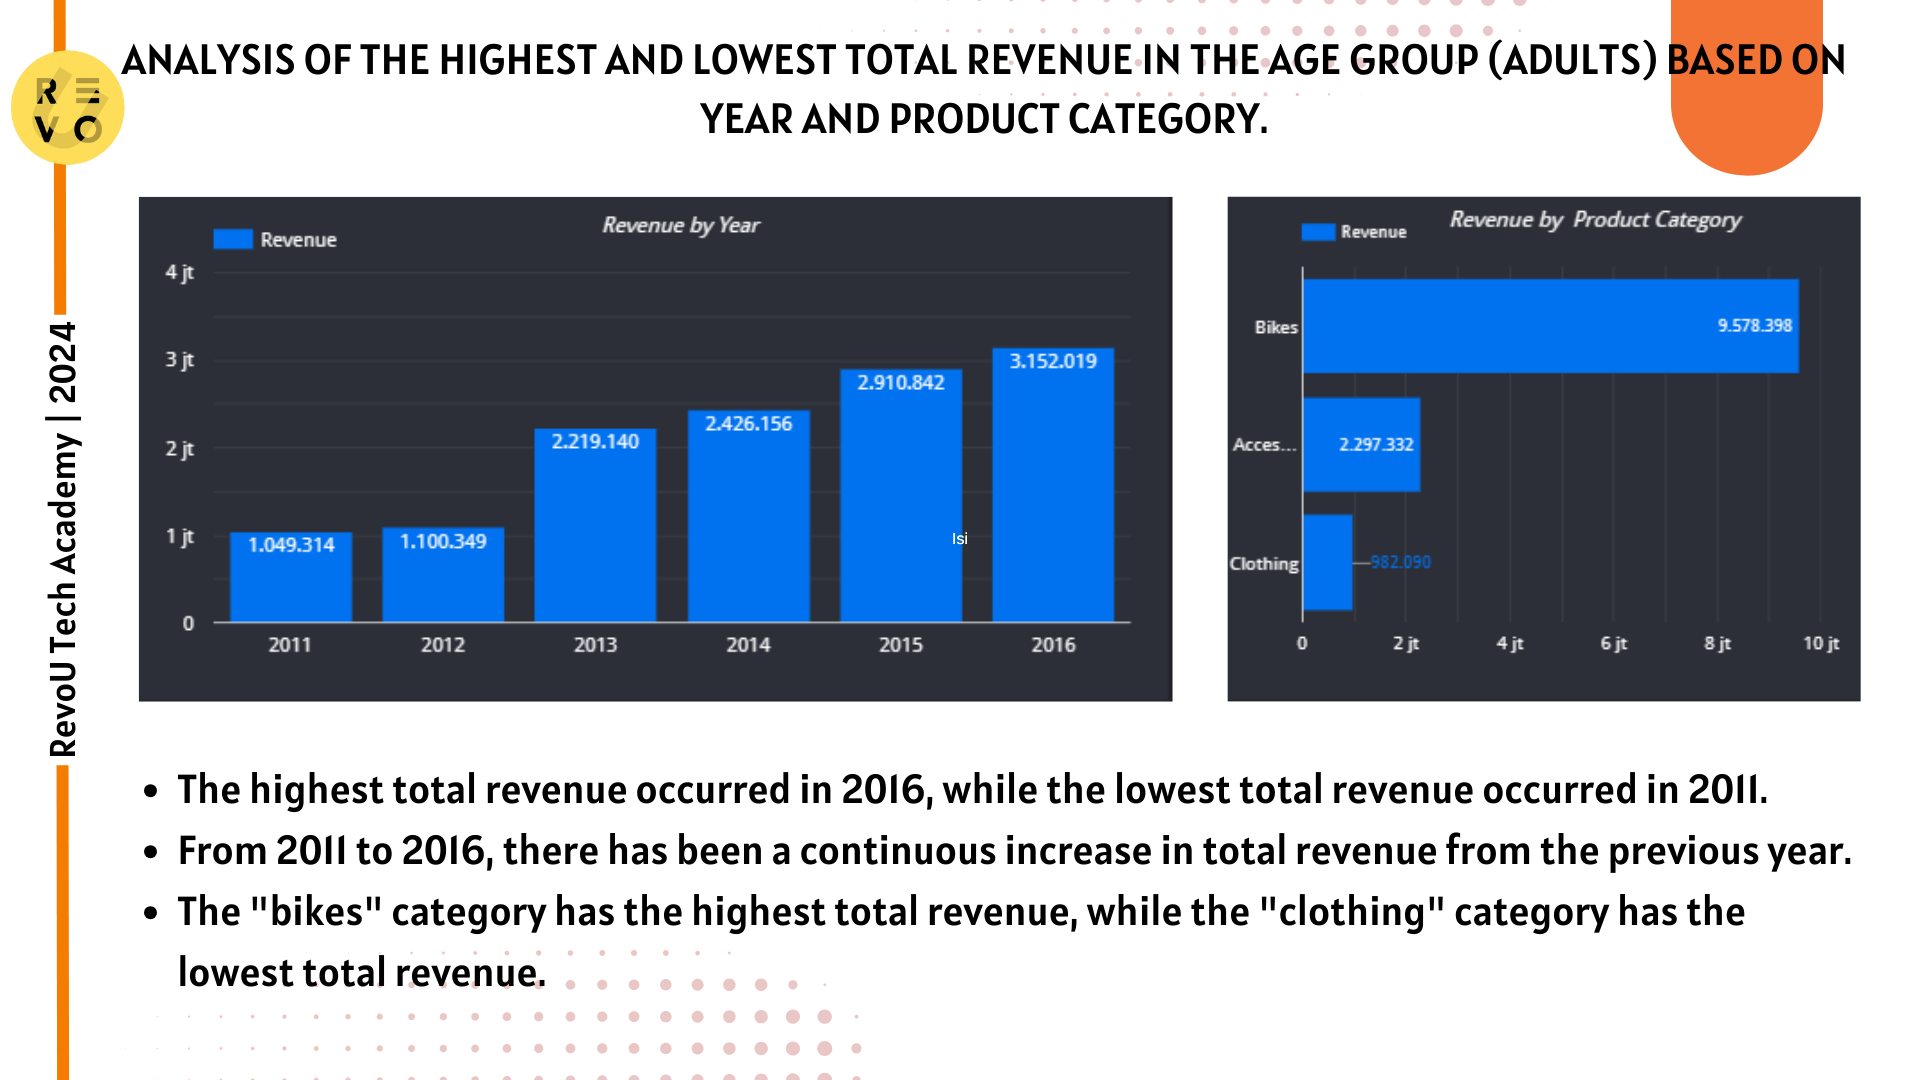 ANALYSIS OF THE HIGHEST AND LOWEST TOTAL REVENUE IN THE AGE GROUP (ADULTS) BASED ON
YEAR AND PRODUCT CATEGORY.
RE
VO
RevoU Tech Academy | 2024
Revenue by Year
Revenue
4 jt
3 jt
2 jt
1 jt
0
1.049.314
1.100.349
2.219.140
2.426.156
2.910.842
3.152.019
Isi
2011
2012
2013
2014
2015
2016
Revenue by Product Category
Revenue
Bikes
9.578.398
Acces...
2.297.332
Clothing
982.090
0
2 jt
4 jt
6 jt
8 jt
10 jt
• The highest total revenue occurred in 2016, while the lowest total revenue occurred in 2011.
• From 2011 to 2016, there has been a continuous increase in total revenue from the previous year.
• The "bikes" category has the highest total revenue, while the "clothing" category has the
lowest total revenue.